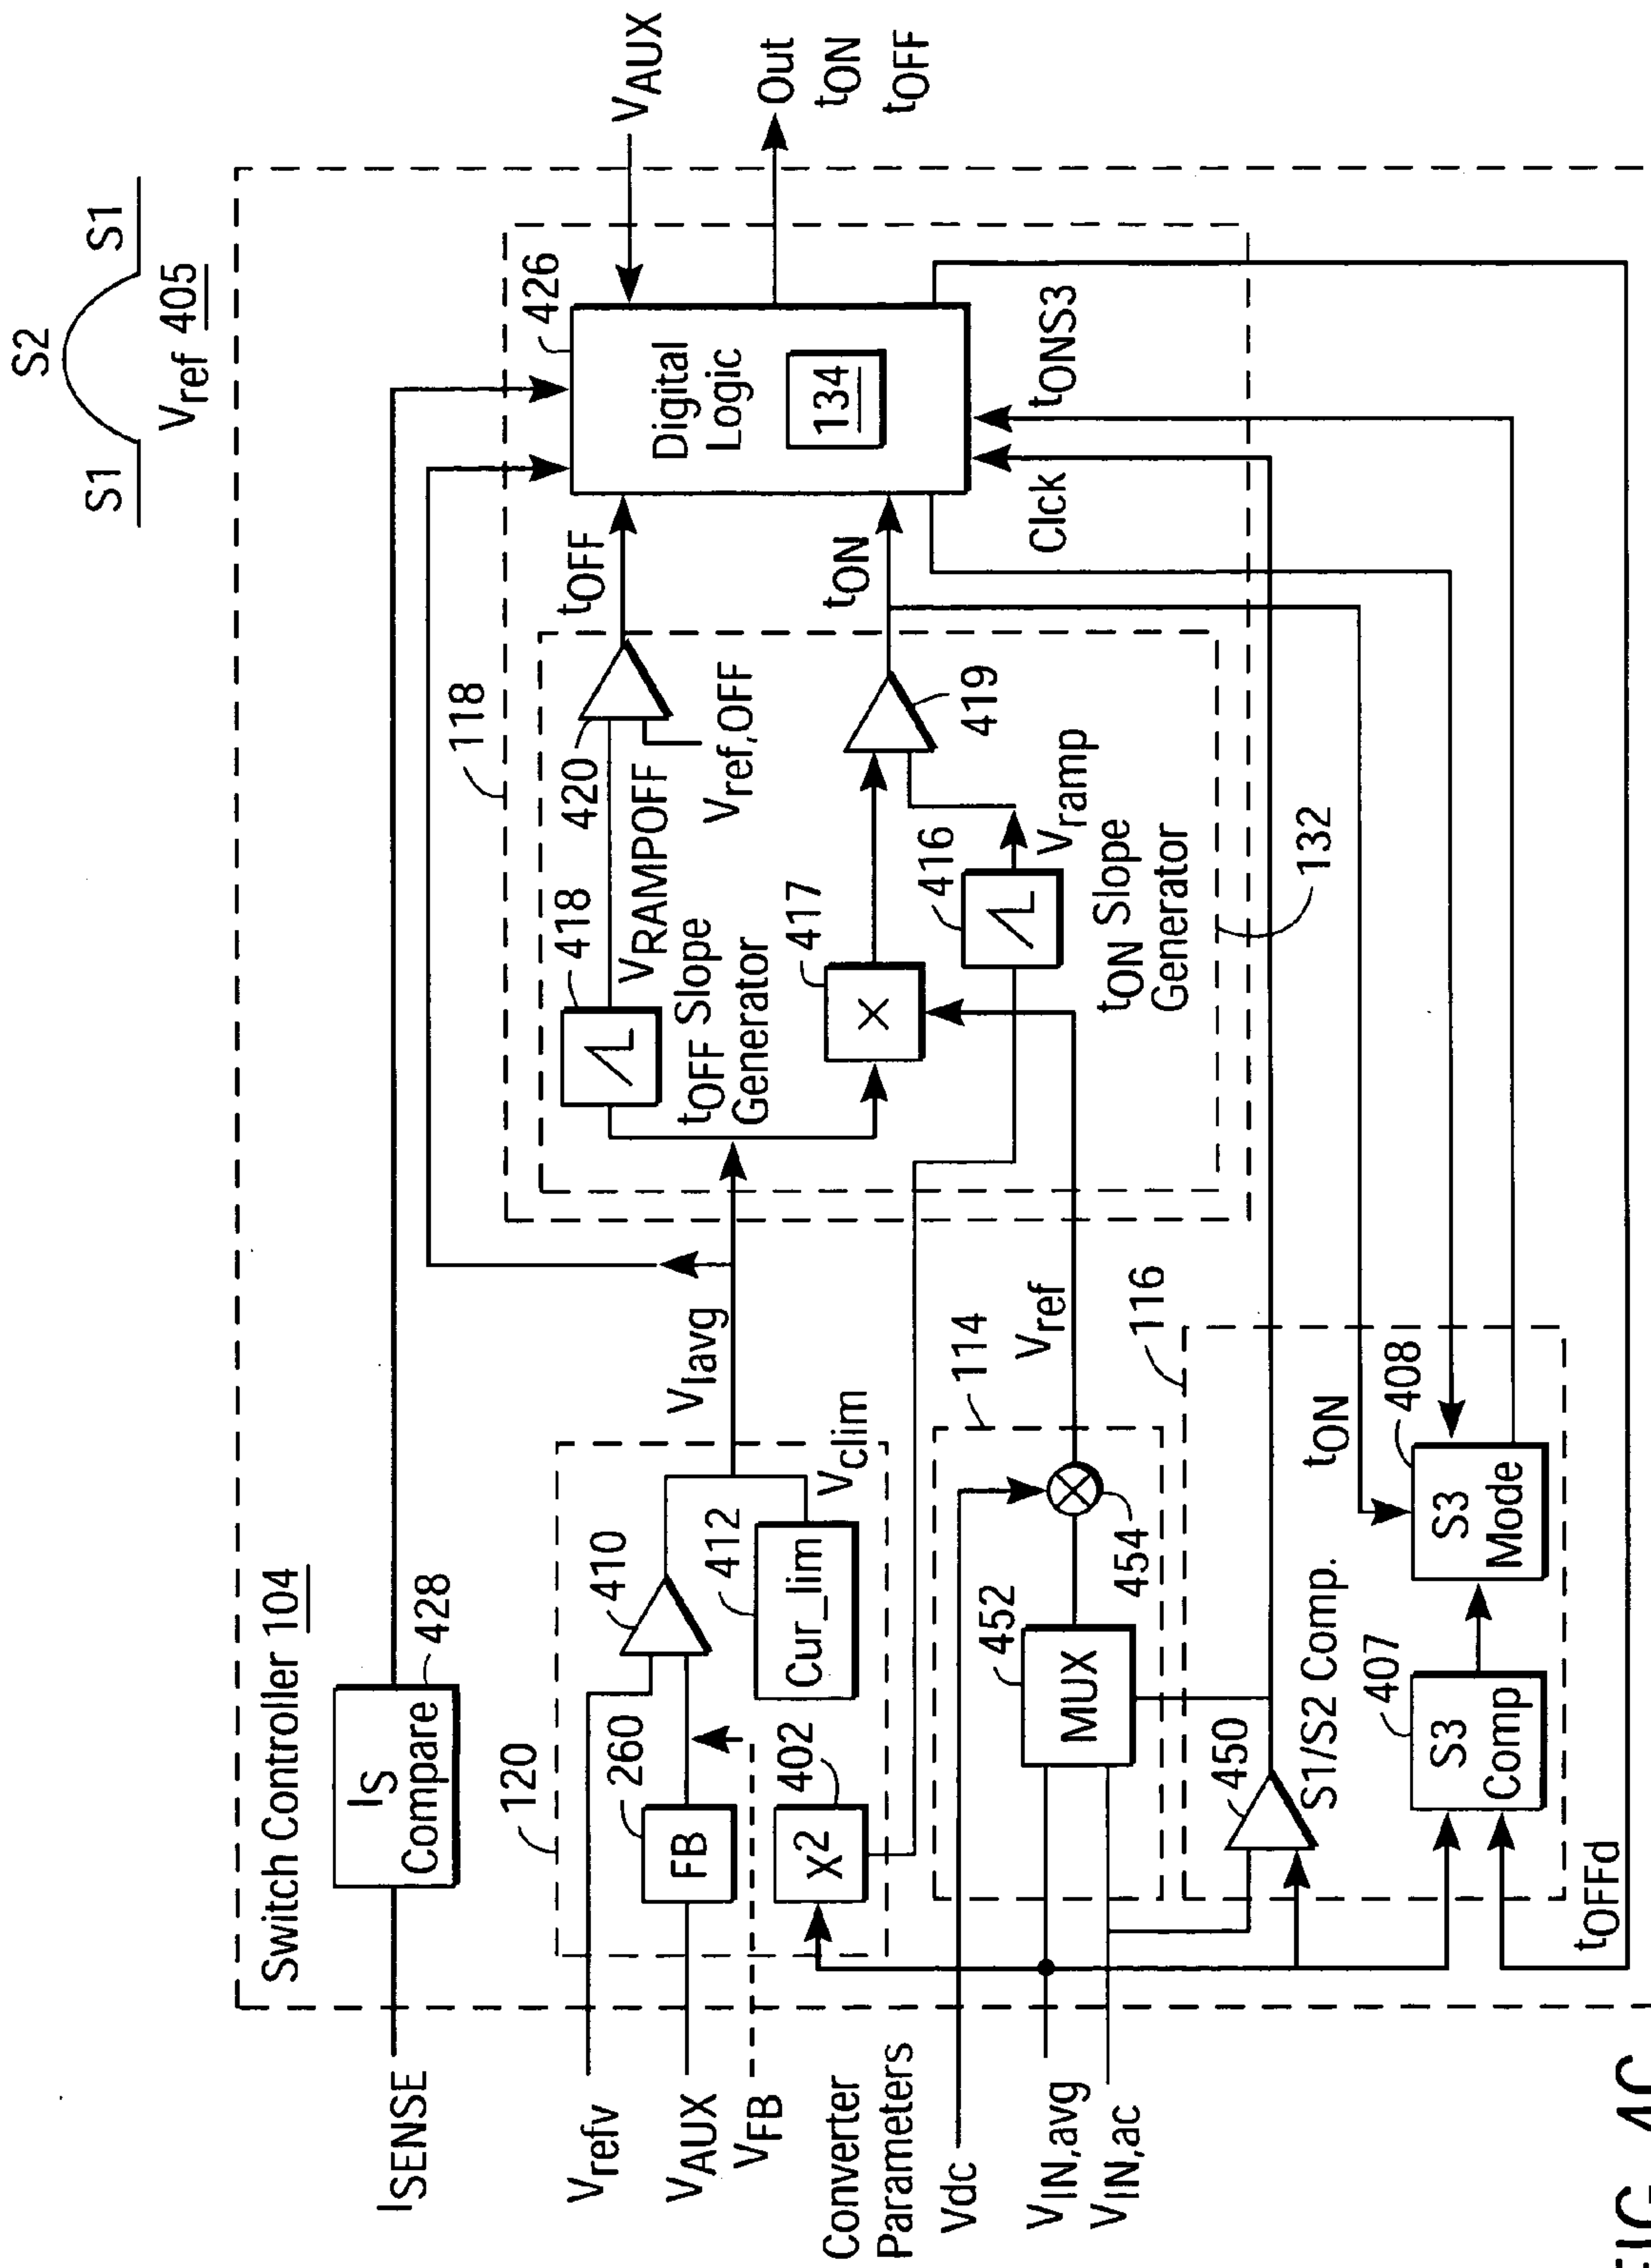 S2
S1
S1
Vref 405
Switch Controller 104
ISENSE
IS
Compare
428
118
426
VAUX
Out
tON
tOFF
Digital
Logic
134
tOFF
tON
Clck
tONS3
120
Vrefv
VAUX
VFB
FB
260
410
412
Cur_lim
Vclim
VIavg
X2
402
418
VRAMPOFF
420
Vref,OFF
tOFF Slope
Generator
417
X
419
416
Vramp
tON Slope
Generator
132
Converter
Parameters
Vdc
VIN,avg
VIN,ac
114
Vref
452
MUX
454
116
450
S1/S2 Comp.
407
S3
Comp
408
S3
Mode
tON
tOFFd
FIG. 4C